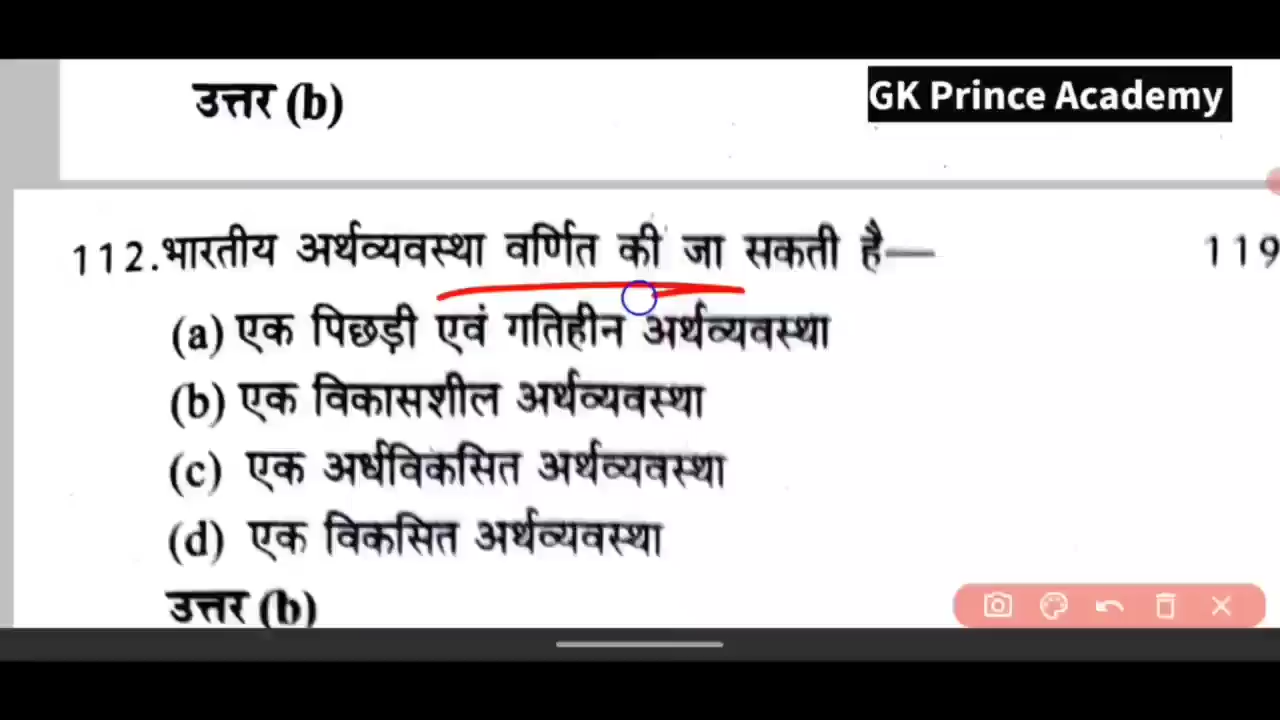 उत्तर (b)
GK Prince Academy
112.भारतीय अर्थव्यवस्था वर्णित की जा सकती है—
119
(a) एक पिछड़ी एवं गतिहीन अर्थव्यवस्था
(b) एक विकासशील अर्थव्यवस्था
(c) एक अर्धविकसित अर्थव्यवस्था
(d) एक विकसित अर्थव्यवस्था
उत्तर (b)